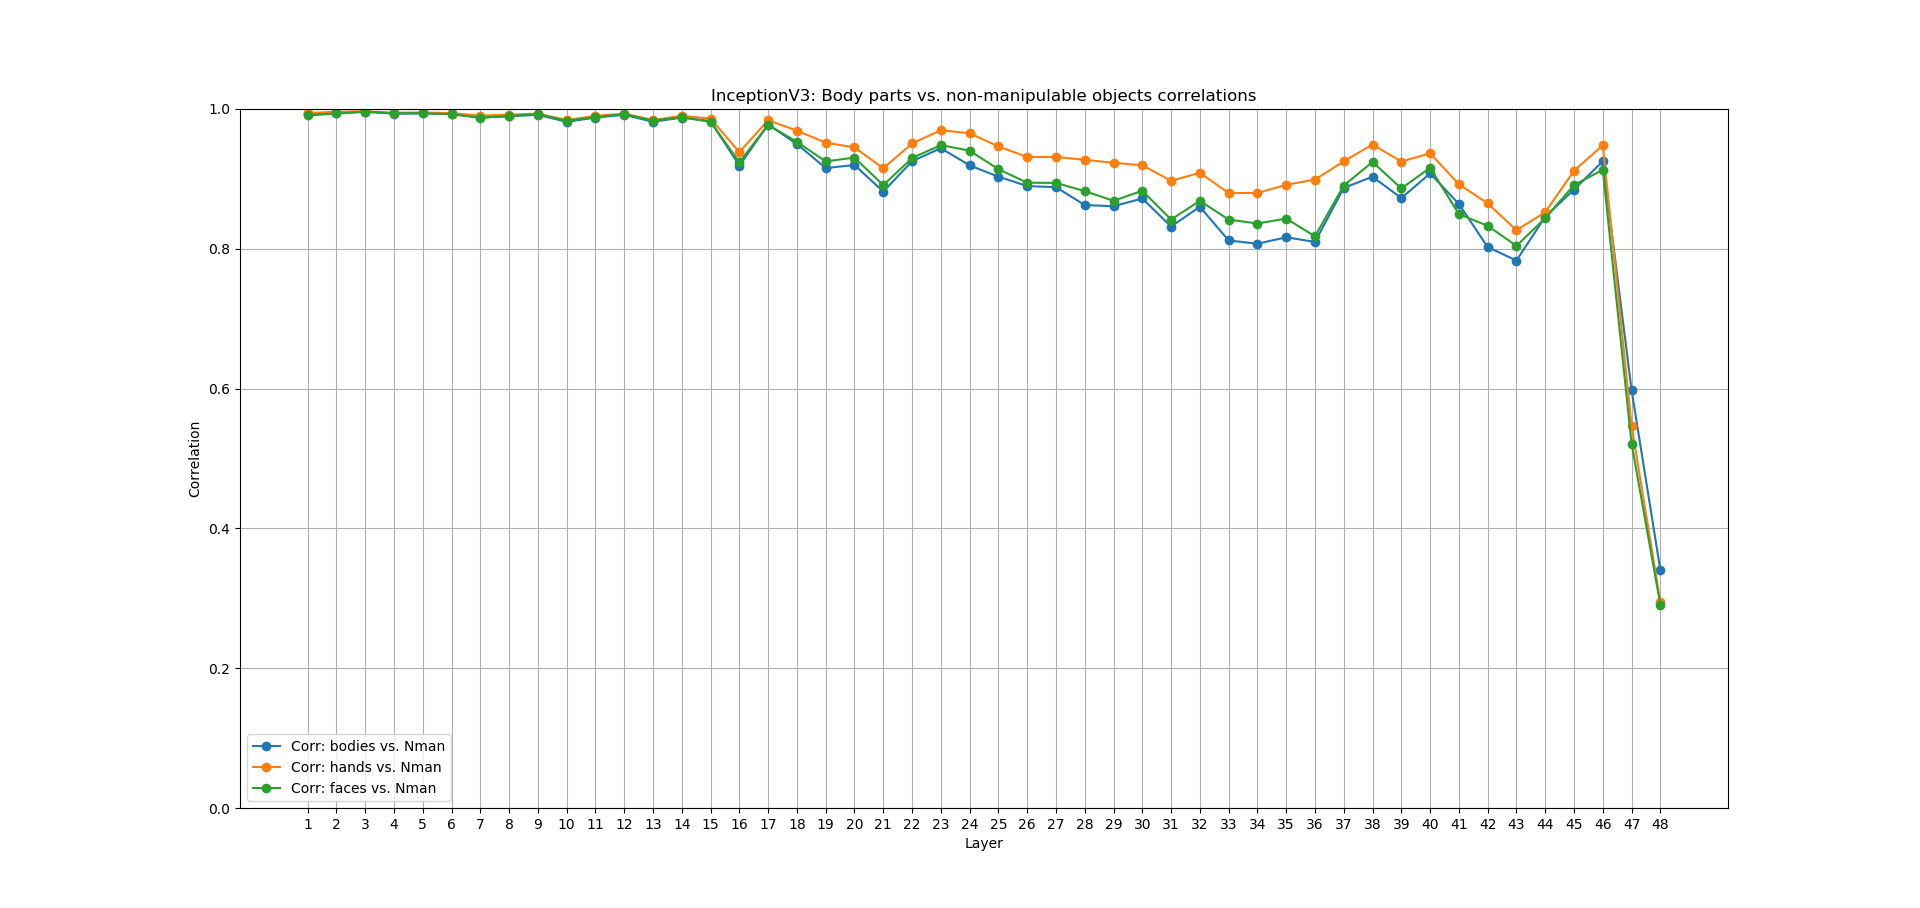 InceptionV3: Body parts vs. non-manipulable objects correlations
1.0
0.8
0.6
0.4
0.2
0.0
Correlation
Corr: bodies vs. Nman
Corr: hands vs. Nman
Corr: faces vs. Nman
1 2 3 4 5 6 7 8 9 10 11 12 13 14 15 16 17 18 19 20 21 22 23 24 25 26 27 28 29 30 31 32 33 34 35 36 37 38 39 40 41 42 43 44 45 46 47 48
Layer